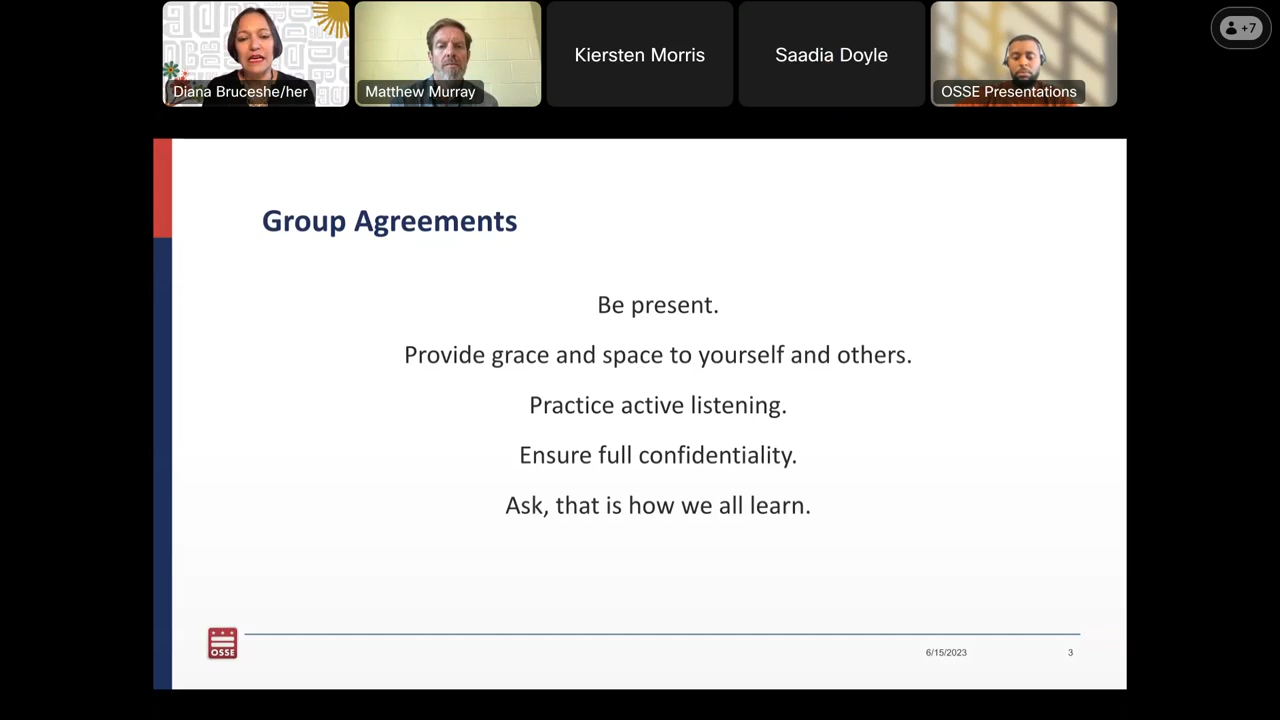 Diana Bruceshe/her
Matthew Murray
Kiersten Morris
Saadia Doyle
OSSE Presentations
+7
Group Agreements
Be present.
Provide grace and space to yourself and others.
Practice active listening.
Ensure full confidentiality.
Ask, that is how we all learn.
OSSE
6/15/2023
3